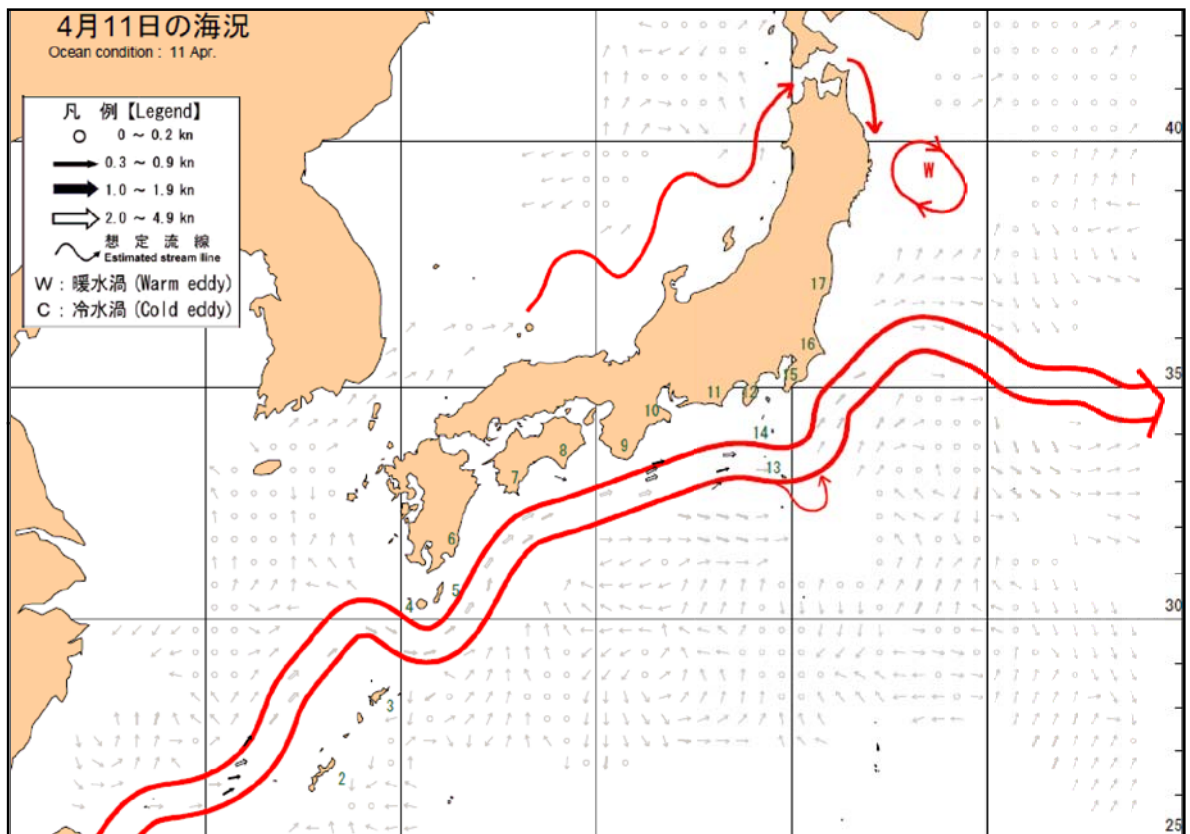 4月11日の海況
Ocean condition : 11 Apr.
凡 例【Legend】
0 ～ 0.2 kn
0.3 ～ 0.9 kn
1.0 ～ 1.9 kn
2.0 ～ 4.9 kn
想 定 流 線
Estimated stream line
W : 暖水渦 (Warm eddy)
C : 冷水渦 (Cold eddy)
40
W
17
16
35
15
12
11
10
14
9
8
7
13
6
5
4
30
3
2
25